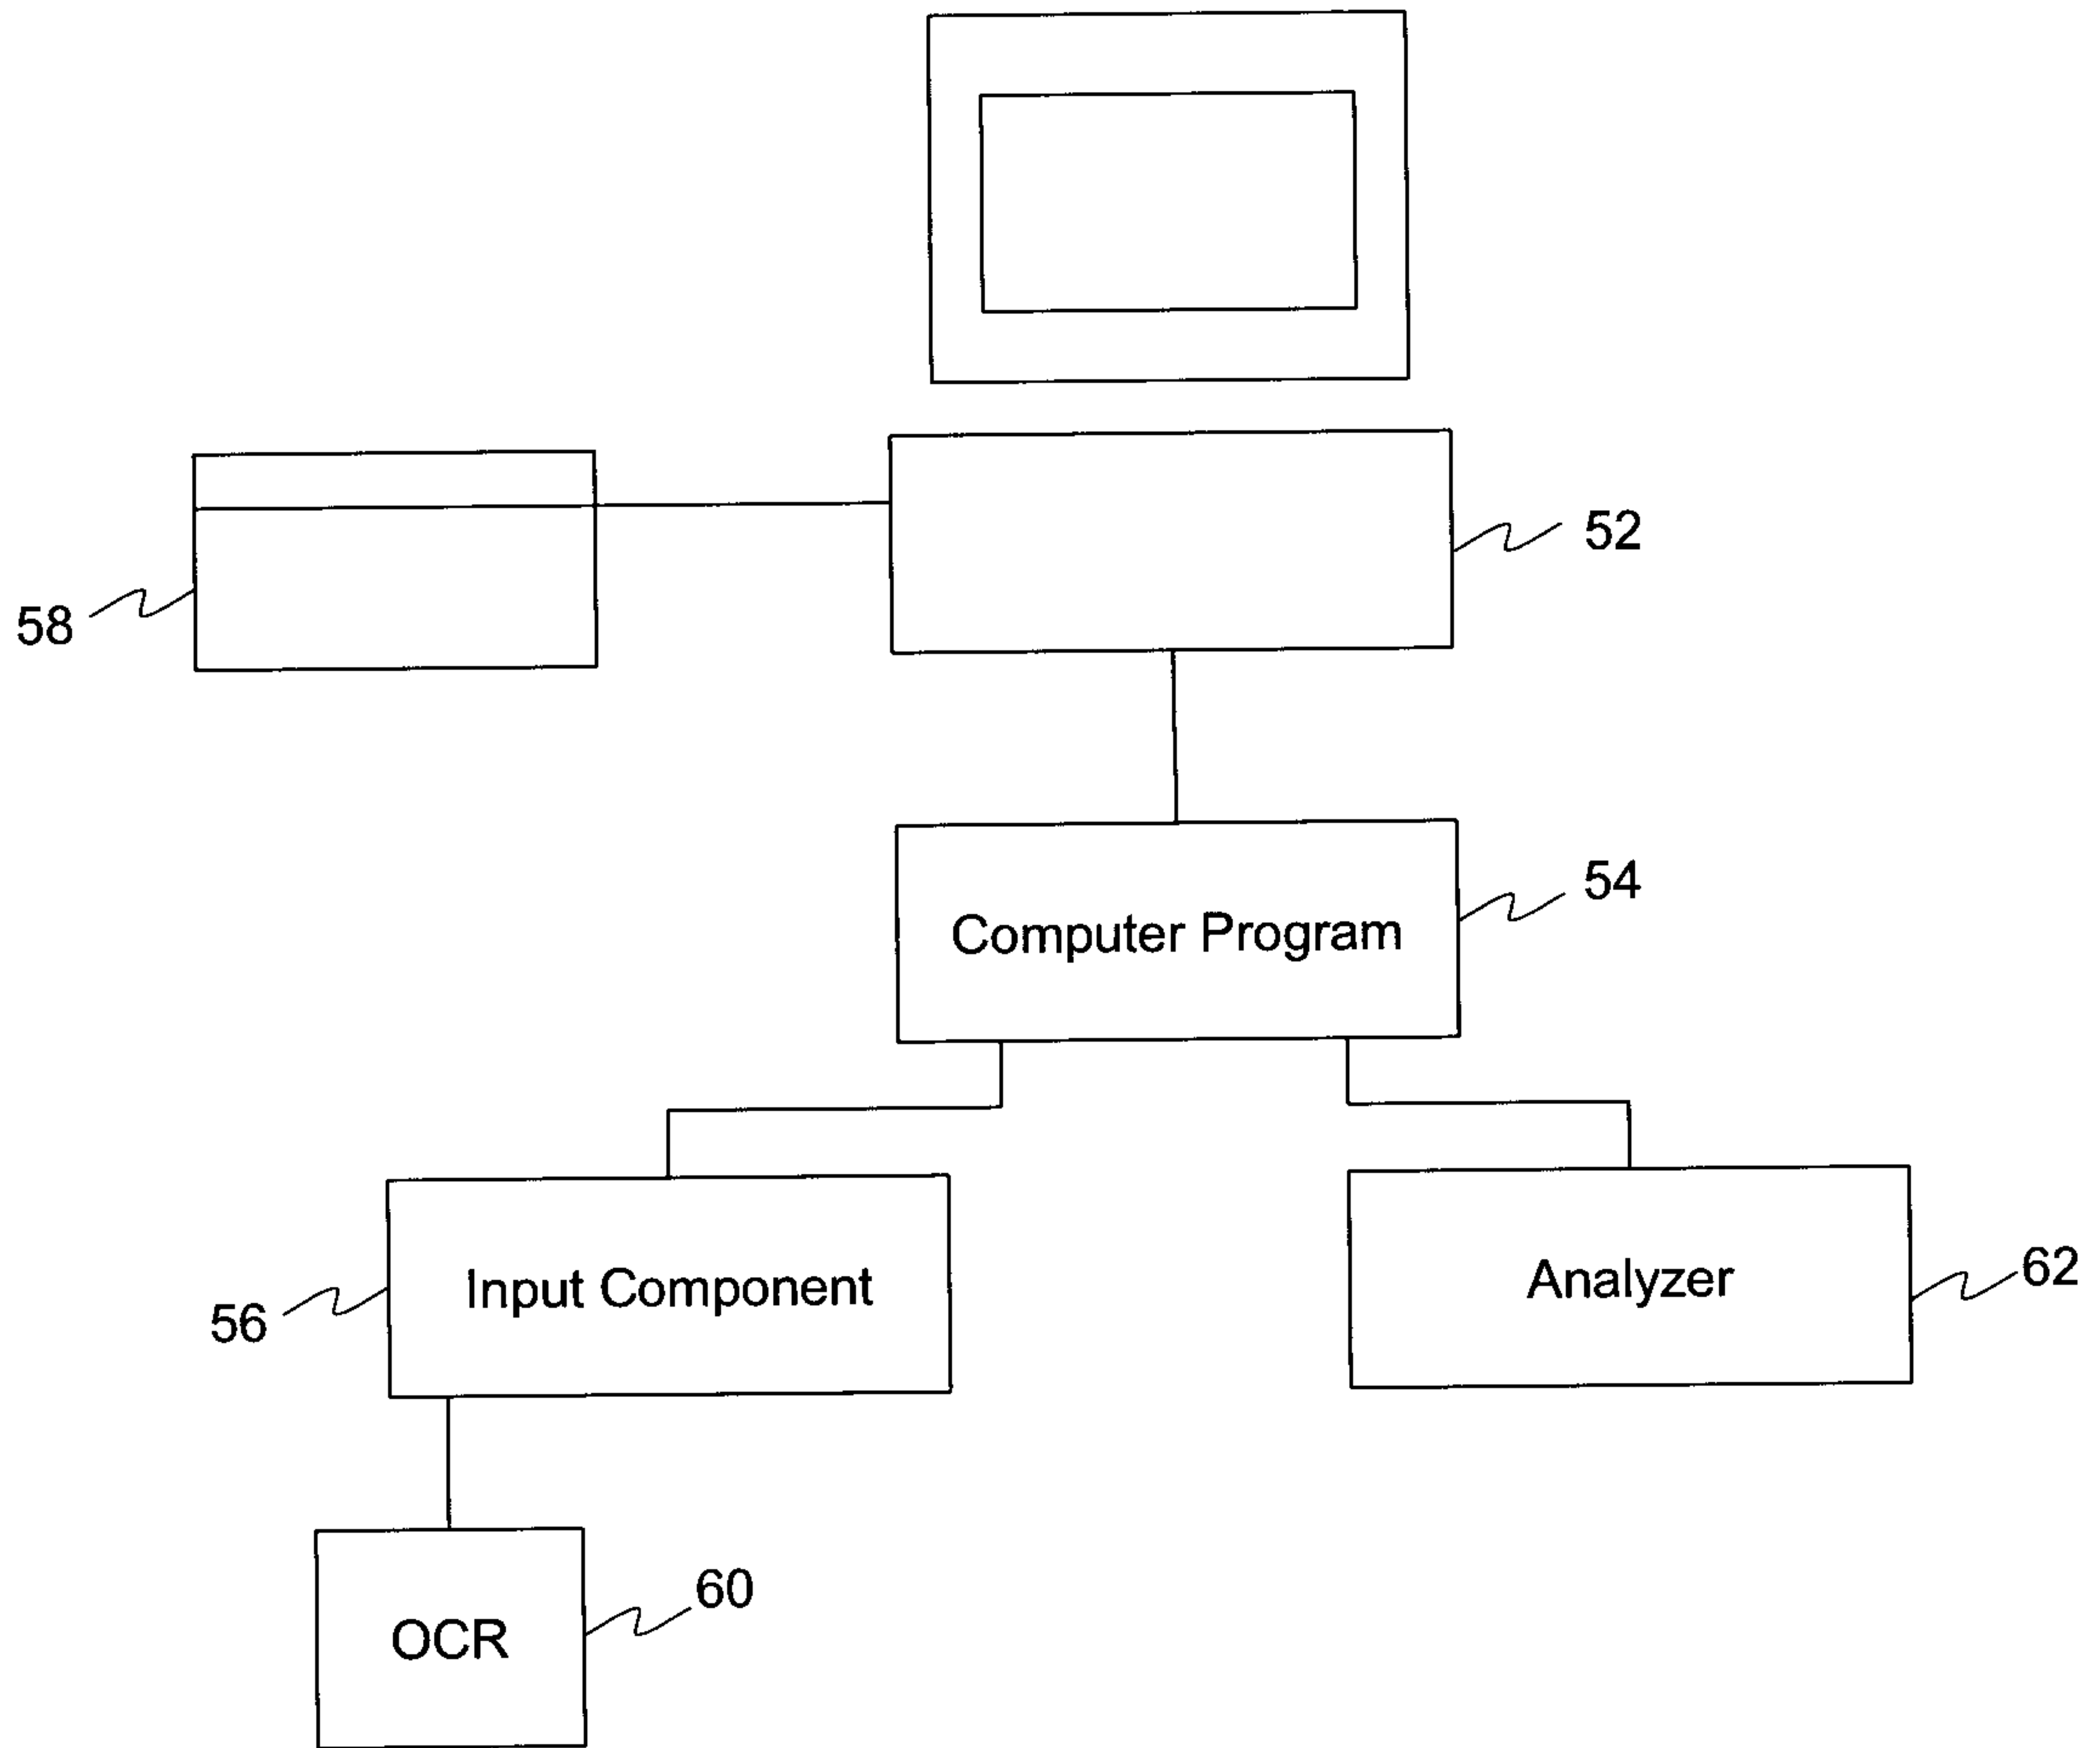 52
58
54
Computer Program
Input Component
56
Analyzer
62
60
OCR